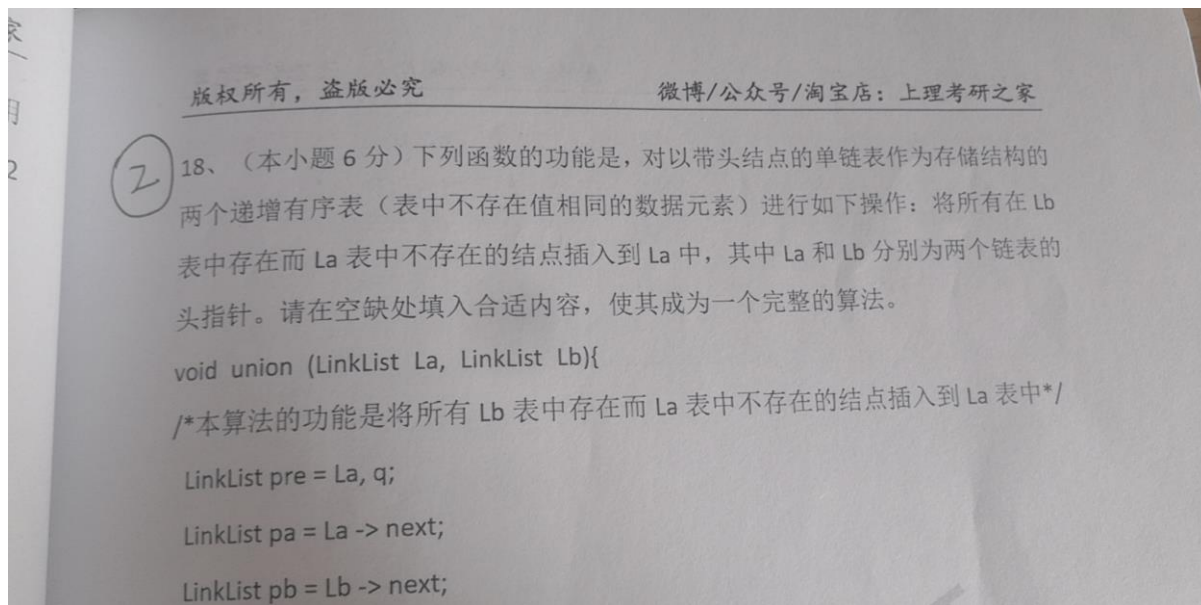 版权所有，盗版必究 微博/公众号/淘宝店：上理考研之家
2 18、（本小题 6 分）下列函数的功能是，对以带头结点的单链表作为存储结构的
两个递增有序表（表中不存在值相同的数据元素）进行如下操作：将所有在 Lb
表中存在而 La 表中不存在的结点插入到 La 中，其中 La 和 Lb 分别为两个链表的
头指针。请在空缺处填入合适内容，使其成为一个完整的算法。
void union (LinkList La, LinkList Lb){
/*本算法的功能是将所有 Lb 表中存在而 La 表中不存在的结点插入到 La 表中*/
LinkList pre = La, q;
LinkList pa = La -> next;
LinkList pb = Lb -> next;